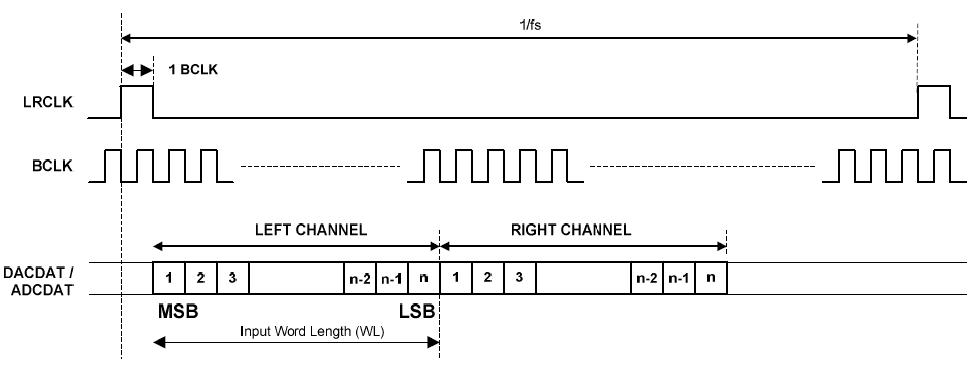 1/fs
1 BCLK
LRCLK
BCLK
LEFT CHANNEL RIGHT CHANNEL
DACDAT /
ADCDAT
1 2 3 n-2 n-1 n 1 2 3 n-2 n-1 n
MSB LSB
Input Word Length (WL)